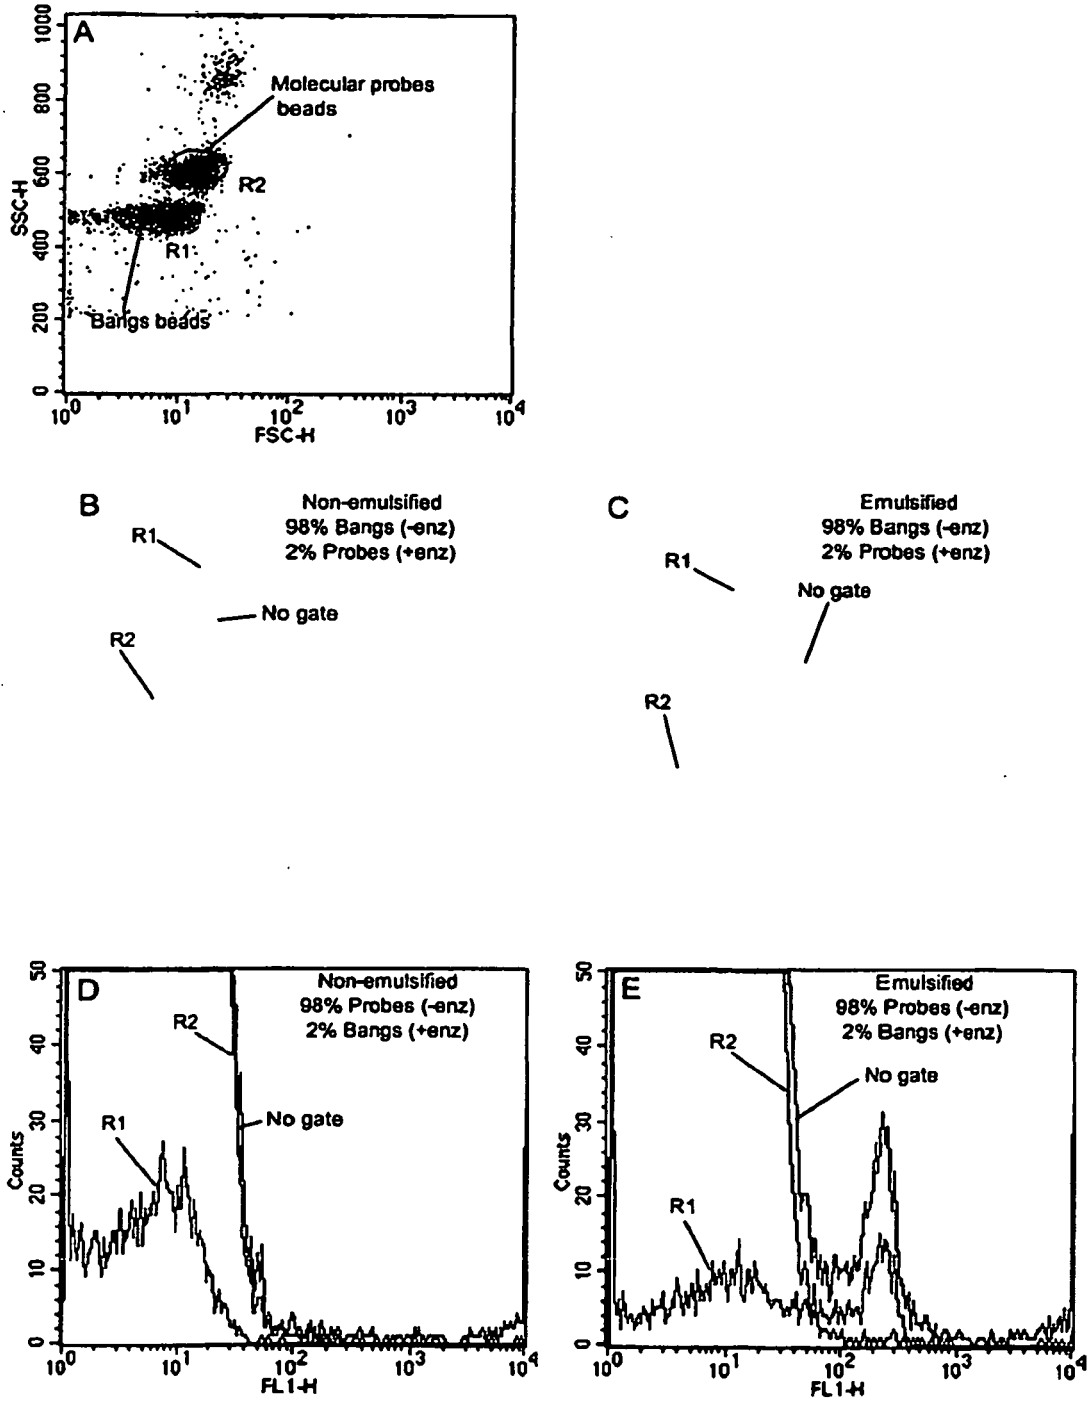 A
1000
800
600
400
200
0
SSC-H
Molecular probes
beads
R2
R1
Bangs beads
10^0 10^1 10^2 10^3 10^4
FSC-H
B
Non-emulsified
98% Bangs (-enz)
2% Probes (+enz)
R1
No gate
R2
C
Emulsified
98% Bangs (-enz)
2% Probes (+enz)
R1
No gate
R2
D
Non-emulsified
98% Probes (-enz)
2% Bangs (+enz)
R2
No gate
R1
50
40
30
20
10
0
Counts
10^0 10^1 10^2 10^3 10^4
FL1-H
E
Emulsified
98% Probes (-enz)
2% Bangs (+enz)
R2
No gate
R1
50
40
30
20
10
0
Counts
10^0 10^1 10^2 10^3 10^4
FL1-H